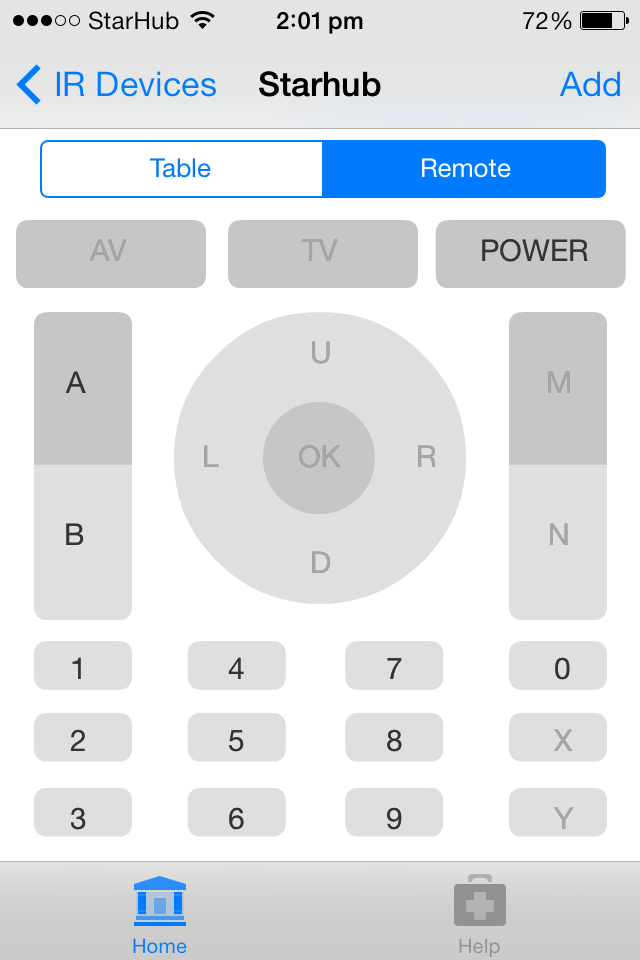 StarHub 2:01 pm 72%
IR Devices Starhub Add
Table Remote
AV TV POWER
U
A M
L OK R
B N
D
1 4 7 0
2 5 8 X
3 6 9 Y
Home Help